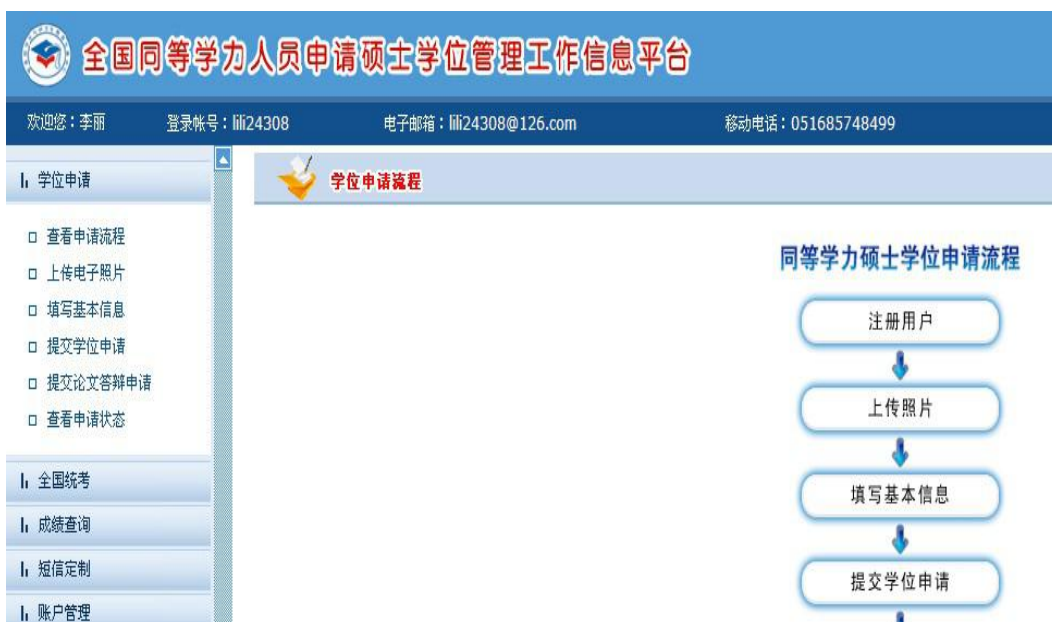 全国同等学力人员申请硕士学位管理工作信息平台
欢迎您：李丽 登录帐号：lili24308 电子邮箱：lili24308@126.com 移动电话：051685748499
学位申请
查看申请流程
上传电子照片
填写基本信息
提交学位申请
提交论文答辩申请
查看申请状态
全国统考
成绩查询
短信定制
账户管理
学位申请流程
同等学力硕士学位申请流程
注册用户
上传照片
填写基本信息
提交学位申请